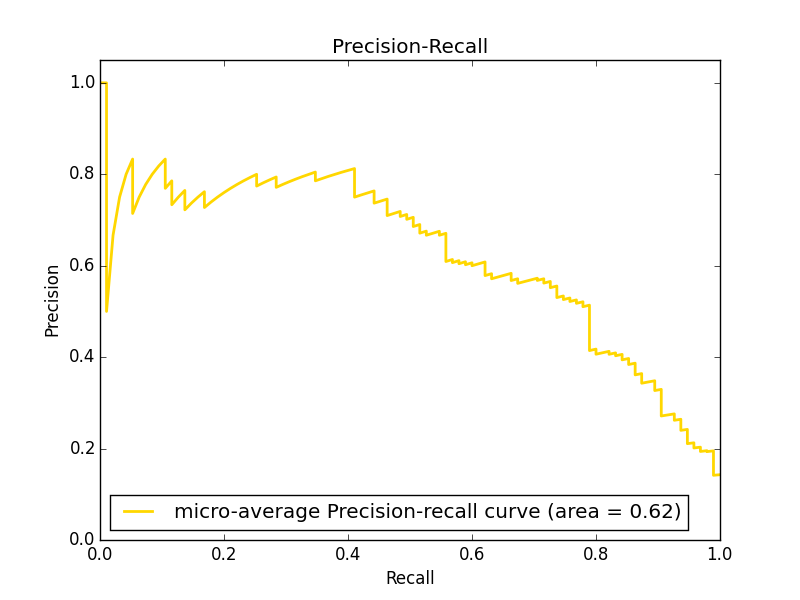 Precision-Recall
1.0
0.8
0.6
0.4
0.2
0.0
Precision
micro-average Precision-recall curve (area = 0.62)
0.0 0.2 0.4 0.6 0.8 1.0
Recall